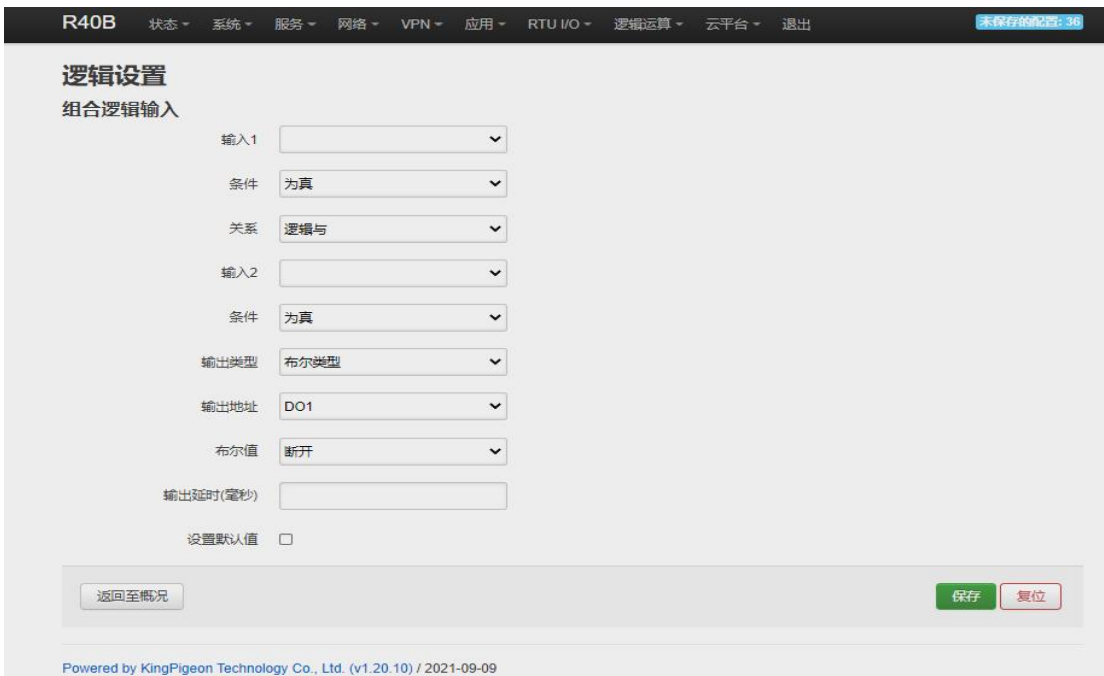 R40B 状态 系统 服务 网络 VPN 应用 RTU I/O 逻辑运算 云平台 退出 未保存的配置: 36
逻辑设置
组合逻辑输入
输入1
条件 为真
关系 逻辑与
输入2
条件 为真
输出类型 布尔类型
输出地址 DO1
布尔值 断开
输出延时(毫秒)
设置默认值
返回至概况 保存 复位
Powered by KingPigeon Technology Co., Ltd. (v1.20.10) / 2021-09-09